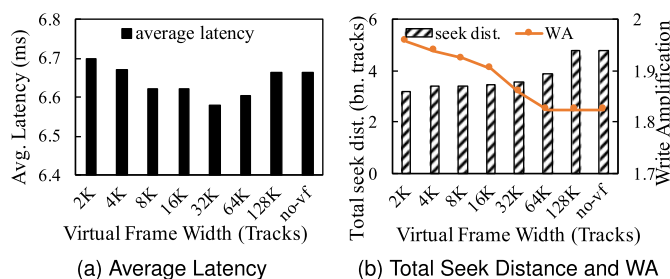 average latency
Avg. Latency (ms)
6.8
6.7
6.6
6.5
6.4
2K 4K 8K 16K 32K 64K 128K no-vf
Virtual Frame Width (Tracks)
(a) Average Latency
seek dist. WA
Total seek dist. (bn. tracks)
6
4
2
0
2
1.9
1.8
1.7
Write Amplification
2K 4K 8K 16K 32K 64K 128K no-vf
Virtual Frame Width (Tracks)
(b) Total Seek Distance and WA